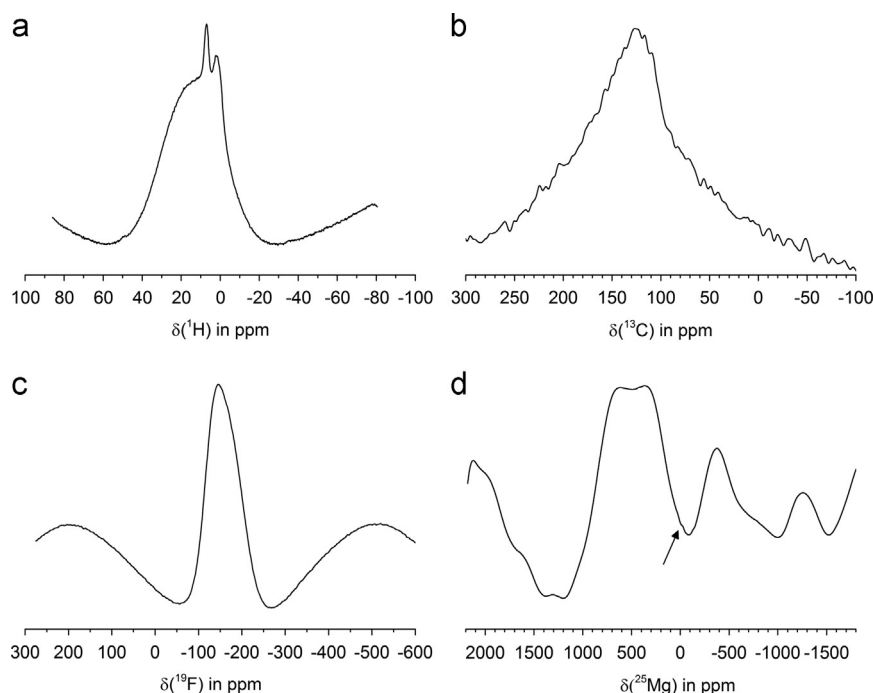 a
100 80 60 40 20 0 -20 -40 -60 -80 -100
δ(¹H) in ppm
b
300 250 200 150 100 50 0 -50 -100
δ(¹³C) in ppm
c
300 200 100 0 -100 -200 -300 -400 -500 -600
δ(¹⁹F) in ppm
d
2000 1500 1000 500 0 -500 -1000 -1500
δ(²⁵Mg) in ppm